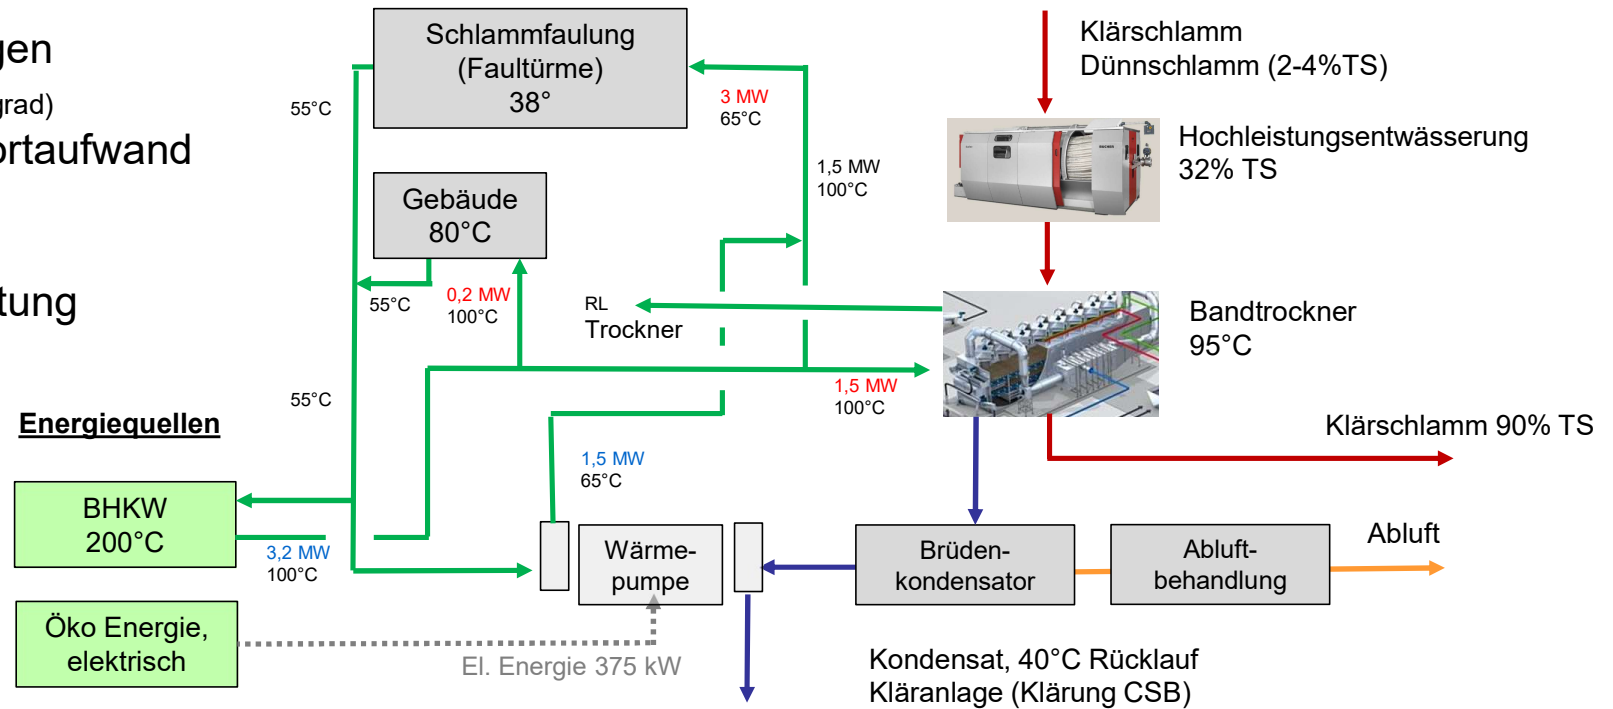 gen
grad)
ortaufwand
tung
Energiequellen
BHKW
200°C
Öko Energie,
elektrisch
3,2 MW
100°C
55°C
Schlammfaulung
(Faultürme)
38°
Gebäude
80°C
55°C
0,2 MW
100°C
55°C
3 MW
65°C
1,5 MW
100°C
RL
Trockner
1,5 MW
100°C
1,5 MW
65°C
Wärme-
pumpe
El. Energie 375 kW
Klärschlamm
Dünnschlamm (2-4%TS)
Hochleistungsentwässerung
32% TS
Bandtrockner
95°C
Klärschlamm 90% TS
Brüden-
kondensator
Abluft-
behandlung
Abluft
Kondensat, 40°C Rücklauf
Kläranlage (Klärung CSB)